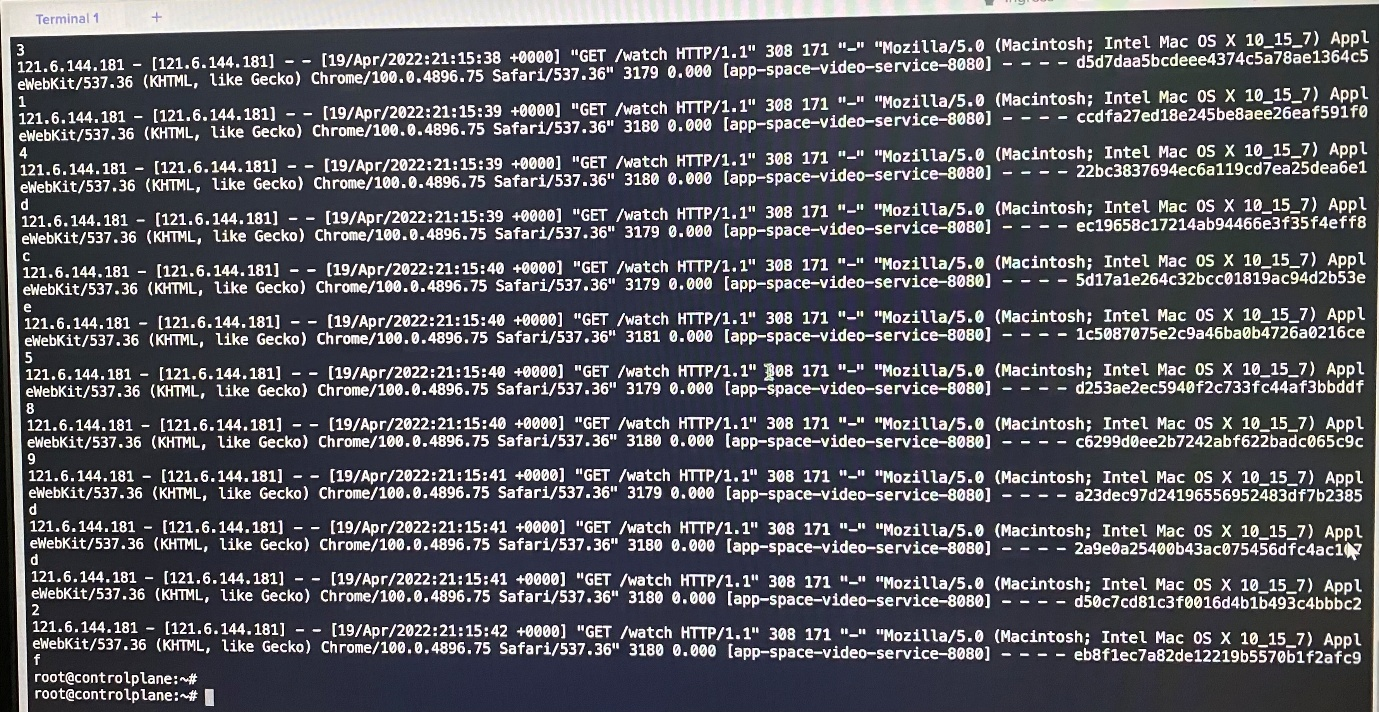 Terminal 1 +
3
121.6.144.181 - [121.6.144.181] - - [19/Apr/2022:21:15:38 +0000] "GET /watch HTTP/1.1" 308 171 "-" "Mozilla/5.0 (Macintosh; Intel Mac OS X 10_15_7) Appl
eWebKit/537.36 (KHTML, like Gecko) Chrome/100.0.4896.75 Safari/537.36" 3179 0.000 [app-space-video-service-8080] - - - - d5d7daa5bcdeee4374c5a78ae1364c5
1
121.6.144.181 - [121.6.144.181] - - [19/Apr/2022:21:15:39 +0000] "GET /watch HTTP/1.1" 308 171 "-" "Mozilla/5.0 (Macintosh; Intel Mac OS X 10_15_7) Appl
eWebKit/537.36 (KHTML, like Gecko) Chrome/100.0.4896.75 Safari/537.36" 3180 0.000 [app-space-video-service-8080] - - - - ccdfa27ed18e245be8aee26eaf591f0
4
121.6.144.181 - [121.6.144.181] - - [19/Apr/2022:21:15:39 +0000] "GET /watch HTTP/1.1" 308 171 "-" "Mozilla/5.0 (Macintosh; Intel Mac OS X 10_15_7) Appl
eWebKit/537.36 (KHTML, like Gecko) Chrome/100.0.4896.75 Safari/537.36" 3180 0.000 [app-space-video-service-8080] - - - - 22bc3837694ec6a119cd7ea25dea6e1
d
121.6.144.181 - [121.6.144.181] - - [19/Apr/2022:21:15:39 +0000] "GET /watch HTTP/1.1" 308 171 "-" "Mozilla/5.0 (Macintosh; Intel Mac OS X 10_15_7) Appl
eWebKit/537.36 (KHTML, like Gecko) Chrome/100.0.4896.75 Safari/537.36" 3179 0.000 [app-space-video-service-8080] - - - - ec19658c17214ab94466e3f35f4eff8
c
121.6.144.181 - [121.6.144.181] - - [19/Apr/2022:21:15:40 +0000] "GET /watch HTTP/1.1" 308 171 "-" "Mozilla/5.0 (Macintosh; Intel Mac OS X 10_15_7) Appl
eWebKit/537.36 (KHTML, like Gecko) Chrome/100.0.4896.75 Safari/537.36" 3179 0.000 [app-space-video-service-8080] - - - - 5d17a1e264c32bcc01819ac94d2b53e
e
121.6.144.181 - [121.6.144.181] - - [19/Apr/2022:21:15:40 +0000] "GET /watch HTTP/1.1" 308 171 "-" "Mozilla/5.0 (Macintosh; Intel Mac OS X 10_15_7) Appl
eWebKit/537.36 (KHTML, like Gecko) Chrome/100.0.4896.75 Safari/537.36" 3181 0.000 [app-space-video-service-8080] - - - - 1c5087075e2c9a46ba0b4726a0216ce
5
121.6.144.181 - [121.6.144.181] - - [19/Apr/2022:21:15:40 +0000] "GET /watch HTTP/1.1" 308 171 "-" "Mozilla/5.0 (Macintosh; Intel Mac OS X 10_15_7) Appl
eWebKit/537.36 (KHTML, like Gecko) Chrome/100.0.4896.75 Safari/537.36" 3179 0.000 [app-space-video-service-8080] - - - - d253ae2ec5940f2c733fc44af3bbddf
8
121.6.144.181 - [121.6.144.181] - - [19/Apr/2022:21:15:40 +0000] "GET /watch HTTP/1.1" 308 171 "-" "Mozilla/5.0 (Macintosh; Intel Mac OS X 10_15_7) Appl
eWebKit/537.36 (KHTML, like Gecko) Chrome/100.0.4896.75 Safari/537.36" 3180 0.000 [app-space-video-service-8080] - - - - c6299d0ee2b7242abf622badc065c9c
9
121.6.144.181 - [121.6.144.181] - - [19/Apr/2022:21:15:41 +0000] "GET /watch HTTP/1.1" 308 171 "-" "Mozilla/5.0 (Macintosh; Intel Mac OS X 10_15_7) Appl
eWebKit/537.36 (KHTML, like Gecko) Chrome/100.0.4896.75 Safari/537.36" 3179 0.000 [app-space-video-service-8080] - - - - a23dec97d24196556952483df7b2385
d
121.6.144.181 - [121.6.144.181] - - [19/Apr/2022:21:15:41 +0000] "GET /watch HTTP/1.1" 308 171 "-" "Mozilla/5.0 (Macintosh; Intel Mac OS X 10_15_7) Appl
eWebKit/537.36 (KHTML, like Gecko) Chrome/100.0.4896.75 Safari/537.36" 3180 0.000 [app-space-video-service-8080] - - - -
d
121.6.144.181 - [121.6.144.181] - - [19/Apr/2022:21:15:41 +0000] "GET /watch HTTP/1.1" 308 171 "-" "Mozilla/5.0 (Macintosh; Intel Mac OS X 10_15_7) Appl
eWebKit/537.36 (KHTML, like Gecko) Chrome/100.0.4896.75 Safari/537.36" 3180 0.000 [app-space-video-service-8080] - - - - d50c7cd81c3f0016d4b1b493c4bbbc2
2
121.6.144.181 - [121.6.144.181] - - [19/Apr/2022:21:15:42 +0000] "GET /watch HTTP/1.1" 308 171 "-" "Mozilla/5.0 (Macintosh; Intel Mac OS X 10_15_7) Appl
eWebKit/537.36 (KHTML, like Gecko) Chrome/100.0.4896.75 Safari/537.36" 3180 0.000 [app-space-video-service-8080] - - - - eb8f1ec7a82de12219b5570b1f2afc9
f
root@controlplane:~#
root@controlplane:~#